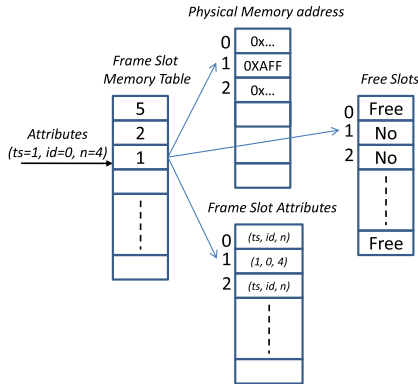 Physical Memory address
0 0x...
1 0XAFF
2 0x...
Frame Slot
Memory Table
5
2
1
Attributes
(ts=1, id=0, n=4)
Free Slots
0 Free
1 No
2 No
Free
Frame Slot Attributes
0 (ts, id, n)
1 (1, 0, 4)
2 (ts, id, n)